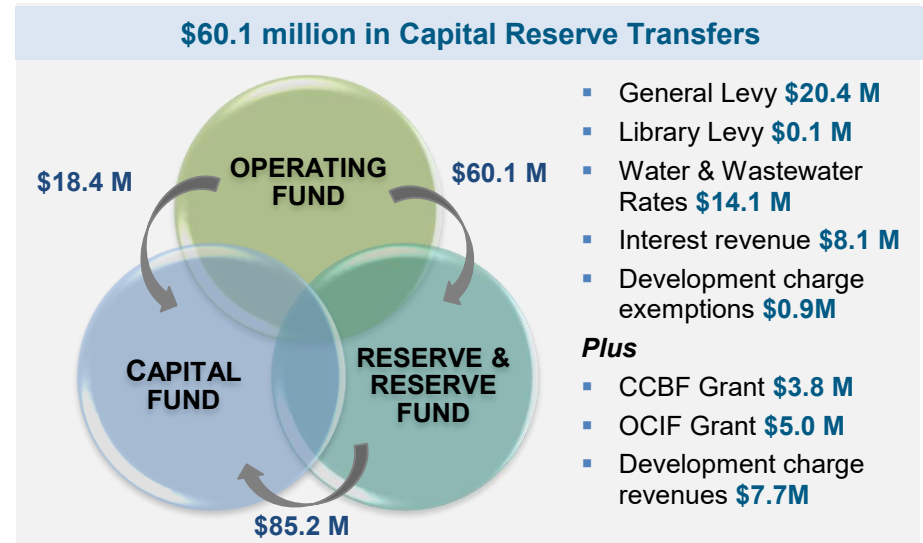 $60.1 million in Capital Reserve Transfers
OPERATING
FUND
$18.4 M
$60.1 M
CAPITAL
FUND
RESERVE &
RESERVE
FUND
$85.2 M
▪ General Levy $20.4 M
▪ Library Levy $0.1 M
▪ Water & Wastewater
Rates $14.1 M
▪ Interest revenue $8.1 M
▪ Development charge
exemptions $0.9M
Plus
▪ CCBF Grant $3.8 M
▪ OCIF Grant $5.0 M
▪ Development charge
revenues $7.7M